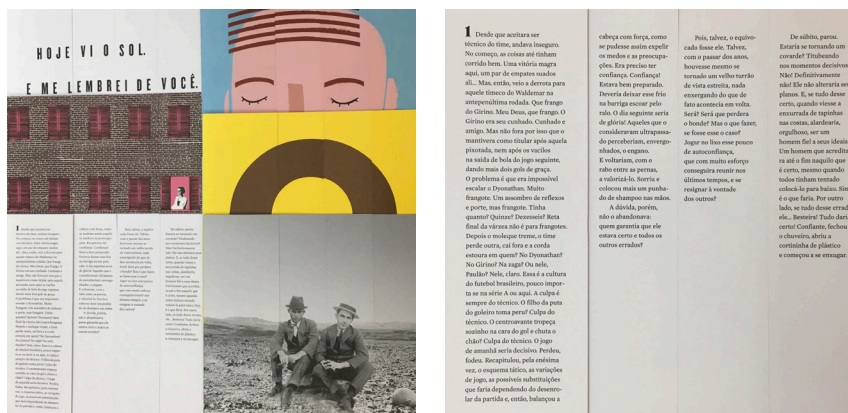 HOJE VI O SOL.
E ME LEMBREI DE VOCÊ.
1 Desde que aceitara ser
técnico do time, andava inseguro.
No começo, as coisas até tinham
corrido bem. Uma vitória magra
aqui, um par de empates suados
ali... Mas, então, veio a derrota para
aquele timeco do Waldemar na
antepenúltima rodada. Que frango
do Girino. Meu Deus, que frango. O
Girino era seu cunhado. Cunhado e
amigo. Mas não fora por isso que o
mantivera como titular após aquela
pixotada, nem após os vacilos
na saída de bola do jogo seguinte,
dando mais dois gols de graça.
O problema é que era impossível
escalar o Dyonathan. Muito
frangote. Um assombro de reflexos
e porte, mas frangote. Tinha
quanto? Quinze? Dezesseis? Reta
final da várzea não é para frangotes.
Depois o moleque treme, o time
perde outra, cai fora e a corda
estoura em quem? No Dyonathan?
No Girino? Na zaga? Ou nele,
Paulão? Nele, claro. Essa é a cultura
do futebol brasileiro, pouco impor-
ta se na série A ou aqui. A culpa é
sempre do técnico. O filho da puta
do goleiro toma peru? Culpa do
técnico. O centroavante tropeça
sozinho na cara do gol e chuta o
chão? Culpa do técnico. O jogo
de amanhã seria decisivo. Perdeu,
fodeu. Recapitulou, pela enésima
vez, o esquema tático, as variações
de jogo, as possíveis substituições
que faria dependendo do desenro-
lar da partida e, então, balançou a
cabeça com força, como
se pudesse assim expelir
os medos e as preocupa-
ções. Era preciso ter
confiança. Confiança!
Estava bem preparado.
Deveria deixar esse frio
na barriga escoar pelo
ralo. O dia seguinte seria
de glória! Aqueles que o
consideravam ultrapassa-
do perceberiam, envergo-
nhados, o engano.
E voltariam, com o
rabo entre as pernas,
a valorizá-lo. Sorria e
colocou mais um punha-
do de shampoo nas mãos.
A dúvida, porém,
não o abandonava:
quem garantia que ele
estava certo e todos os
outros errados?
Pois, talvez, o equivo-
cado fosse ele. Talvez,
com o passar dos anos,
houvesse mesmo se
tornado um velho turrão
de vista estreita, nada
enxergando do que de
fato acontecia em volta.
Será? Será que perdera
o bonde? Mas o que fazer,
se fosse esse o caso?
Jogar no lixo esse pouco
de autoconfiança,
que com muito esforço
conseguira reunir nos
últimos tempos, e se
resignar à vontade
dos outros?
De súbito, parou.
Estaria se tornando um
covarde? Titubeando
nos momentos decisivos
Não! Definitivamente
não! Ele não alteraria seu
planos. E, se tudo desse
certo, quando viesse a
enxurrada de tapinhas
nas costas, alardearia,
orgulhoso, ser um
homem fiel a seus ideais
Um homem que acredita
ra até o fim naquilo que
é certo, mesmo quando
todos tinham tentado
colocá-lo para baixo. Sim
é o que faria. Por outro
lado, se tudo desse errad
ele... Besteira! Tudo daria
certo! Confiante, fechou
o chuveiro, abriu a
cortininha de plástico
e começou a se enxugar.